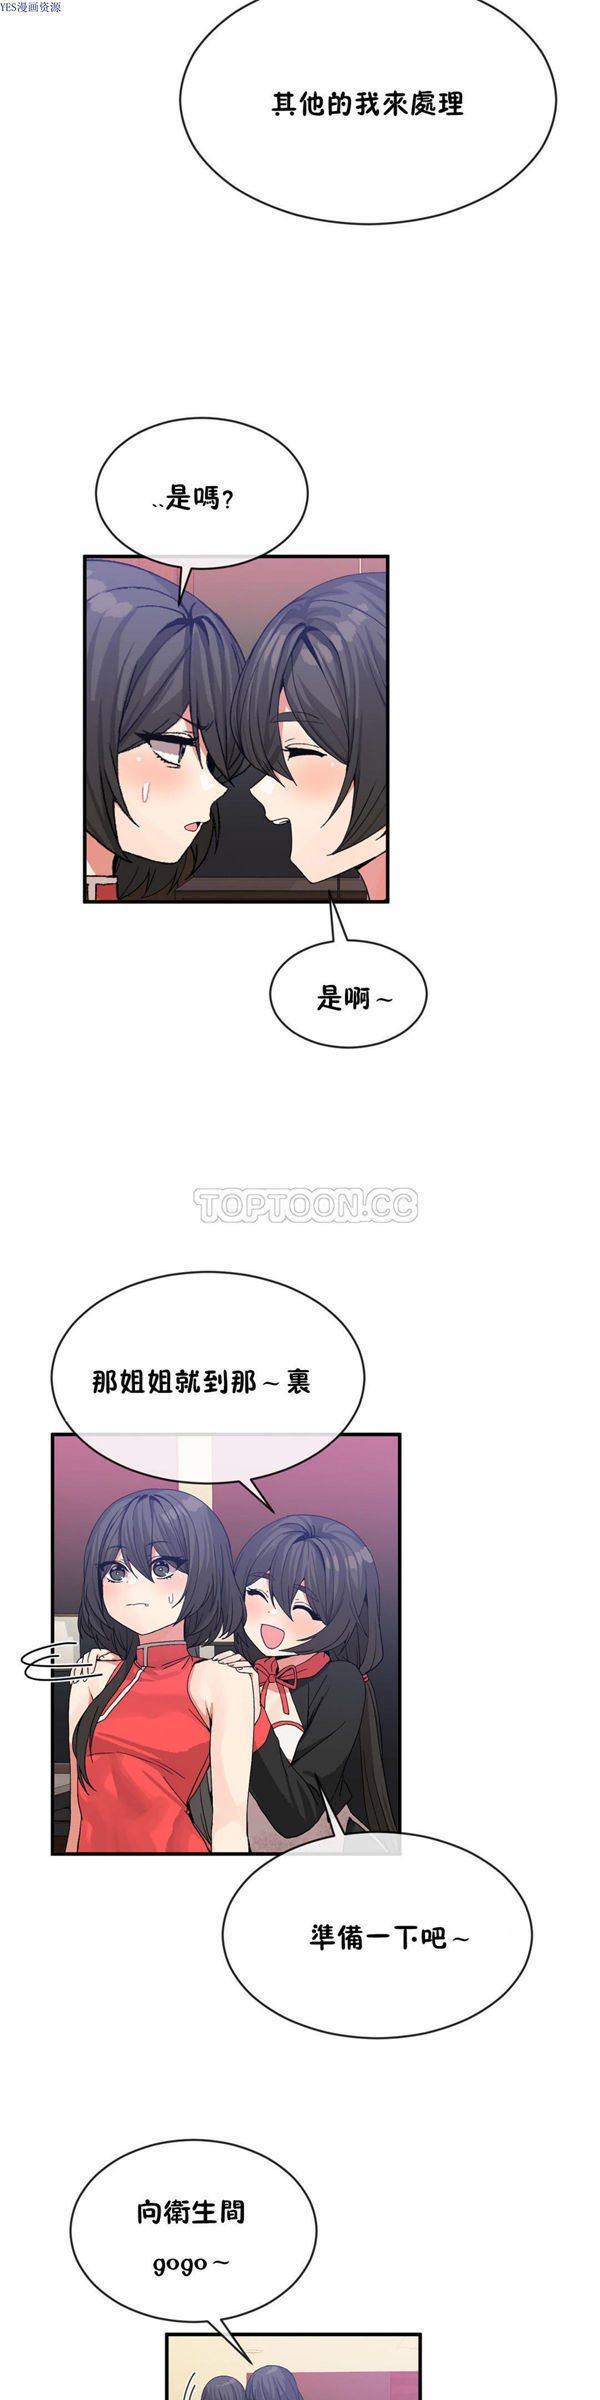 YES漫画资源
其他的我來處理
..是嗎?
是啊~
TOPTOON.CC
那姐姐就到那~裏
準備一下吧~
向衛生間
gogo~